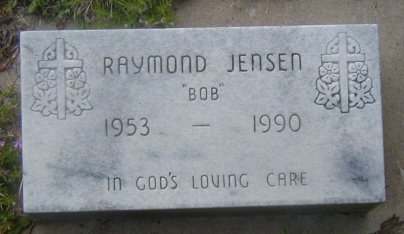 RAYMOND JENSEN
"BOB"
1953 — 1990
IN GOD'S LOVING CARE